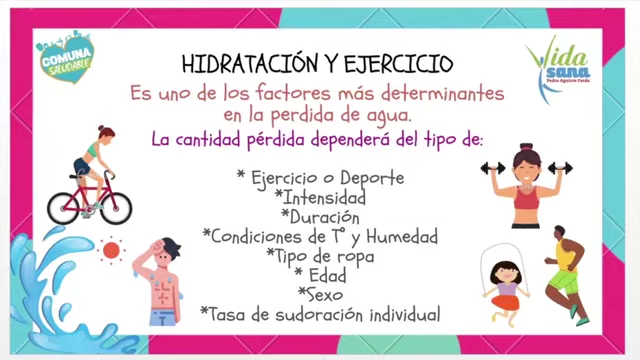 COMUNA
SALUDABLE
Vida
sana
Pedro Aguirre Cerda
HIDRATACIÓN Y EJERCICIO
Es uno de los factores más determinantes
en la perdida de agua.
La cantidad pérdida dependerá del tipo de:
* Ejercicio o Deporte
*Intensidad
*Duración
*Condiciones de T° y Humedad
*Tipo de ropa
* Edad
*Sexo
*Tasa de sudoración individual